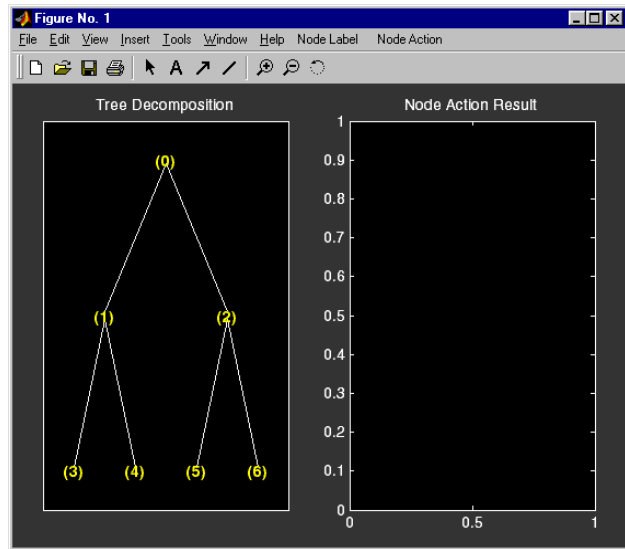 Figure No. 1
File Edit View Insert Tools Window Help Node Label Node Action
A
Tree Decomposition
(0)
(1) (2)
(3) (4) (5) (6)
Node Action Result
1
0.9
0.8
0.7
0.6
0.5
0.4
0.3
0.2
0.1
0
0 0.5 1